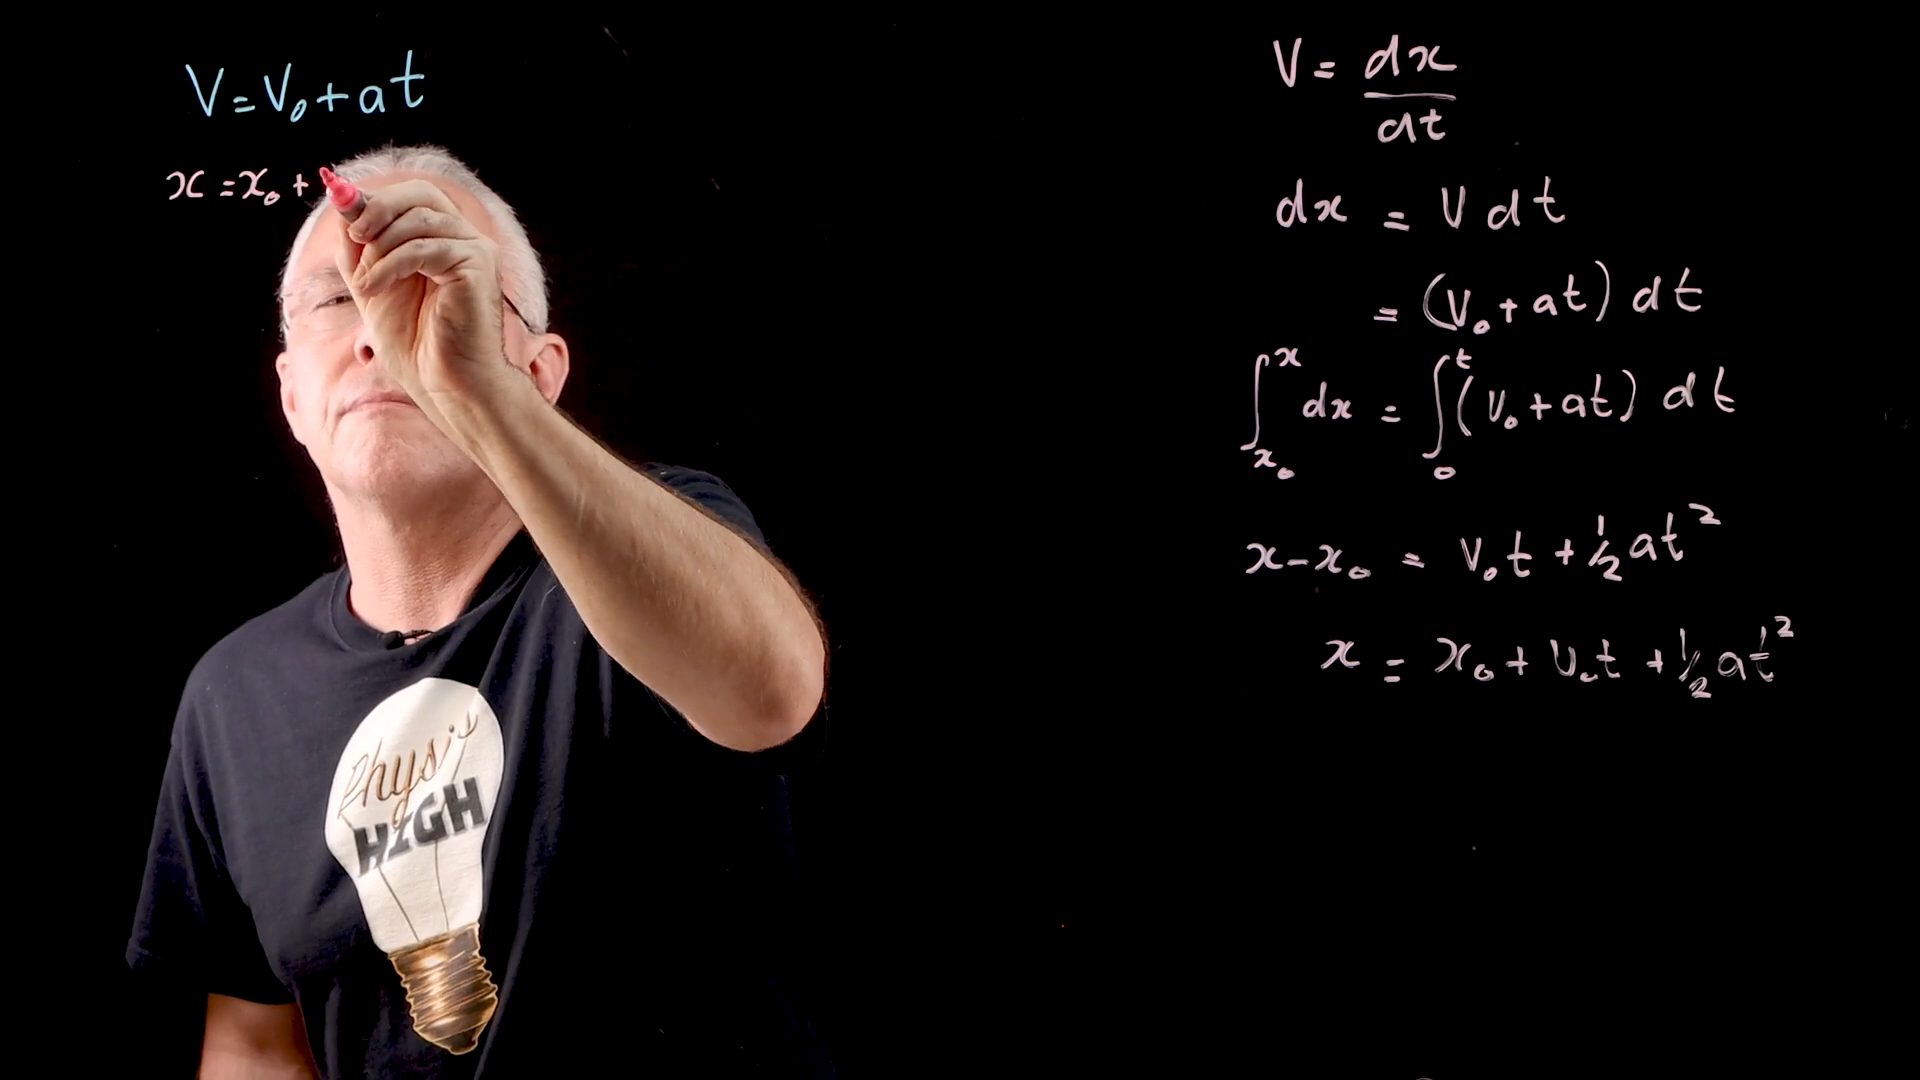 V = V₀ + at
x = x₀ +
V = dx/dt
dx = V dt
= (V₀ + at) dt
∫ₓ₀ˣ dx = ∫₀ᵗ (V₀ + at) dt
x - x₀ = V₀t + ½at²
x = x₀ + V₀t + ½at²
Physics
HIGH